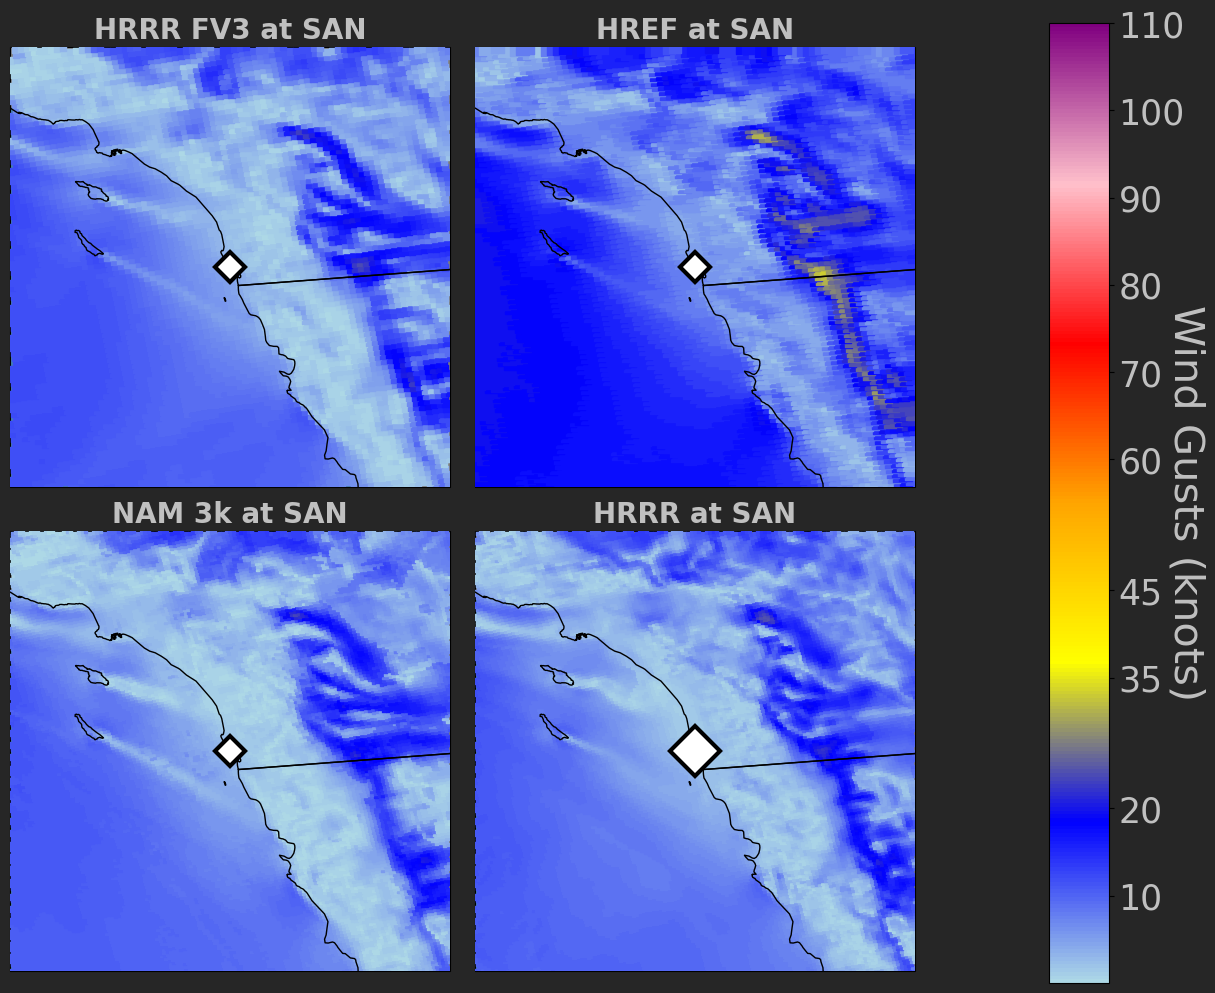 HRRR FV3 at SAN
HREF at SAN
NAM 3k at SAN
HRRR at SAN
110
100
90
80
70
60
45
35
20
10
Wind Gusts (knots)